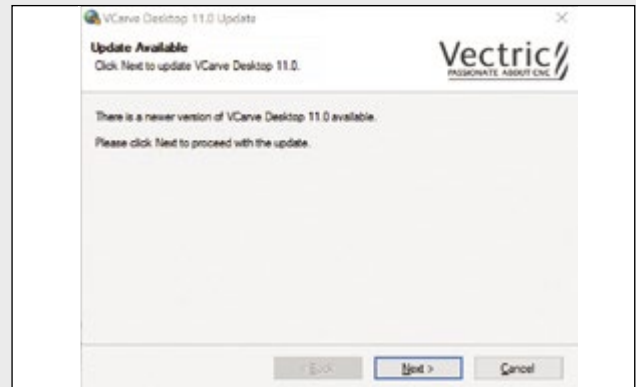 VCarve Desktop 11.0 Update
Update Available
Click Next to update VCarve Desktop 11.0.
Vectric
PASSIONATE ABOUT CNC
There is a newer version of VCarve Desktop 11.0 available.
Please click Next to proceed with the update.
< Back
Next >
Cancel